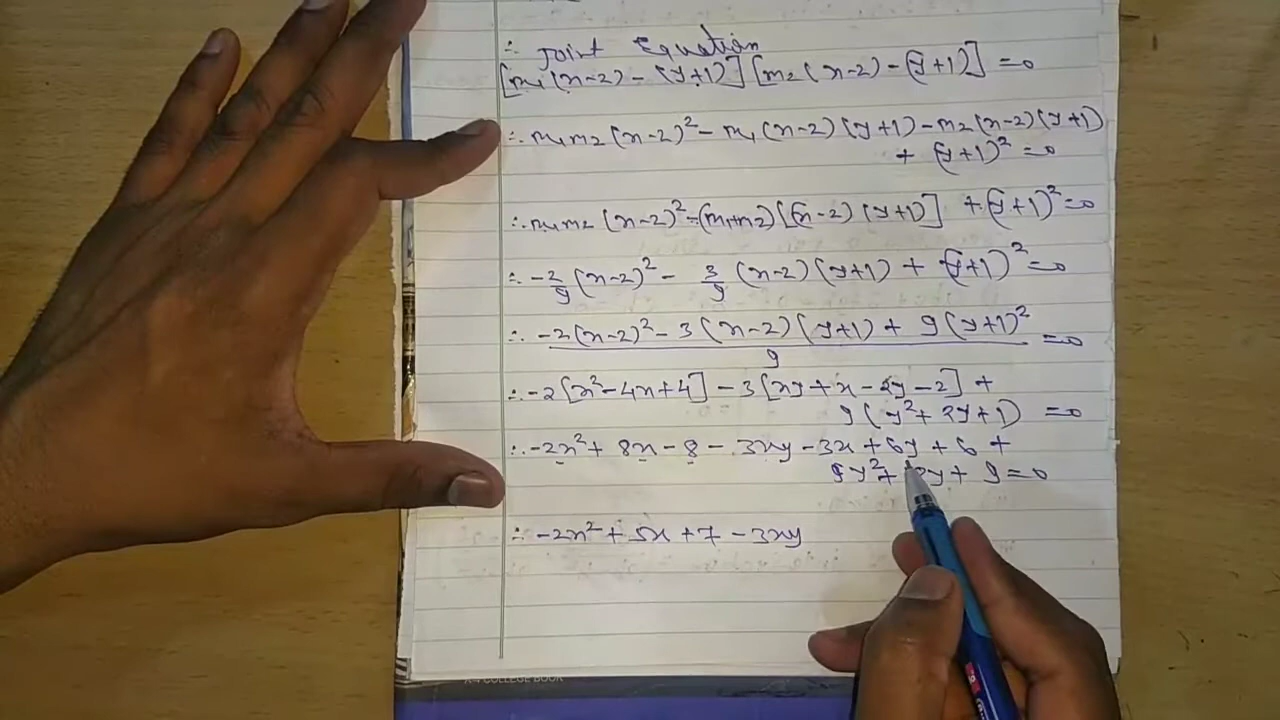 ∴ Joint Equation
[m₁(x-2) - (y+1)] [m₂(x-2) - (y+1)] = 0
∴ m₁m₂(x-2)² - m₁(x-2)(y+1) - m₂(x-2)(y+1)
+ (y+1)² = 0
∴ m₁m₂(x-2)² - (m₁+m₂)[(x-2)(y+1)] + (y+1)² = 0
∴ -2/9 (x-2)² - 3/9 (x-2)(y+1) + (y+1)² = 0
∴ -2(x-2)² - 3(x-2)(y+1) + 9(y+1)² / 9 = 0
∴ -2[x²-4x+4] - 3[xy+x-2y-2] +
9(y²+2y+1) = 0
∴ -2x² + 8x - 8 - 3xy - 3x + 6y + 6 +
9y² + y + 9 = 0
∴ -2x² + 5x + 7 - 3xy
COLLEGE BOOK